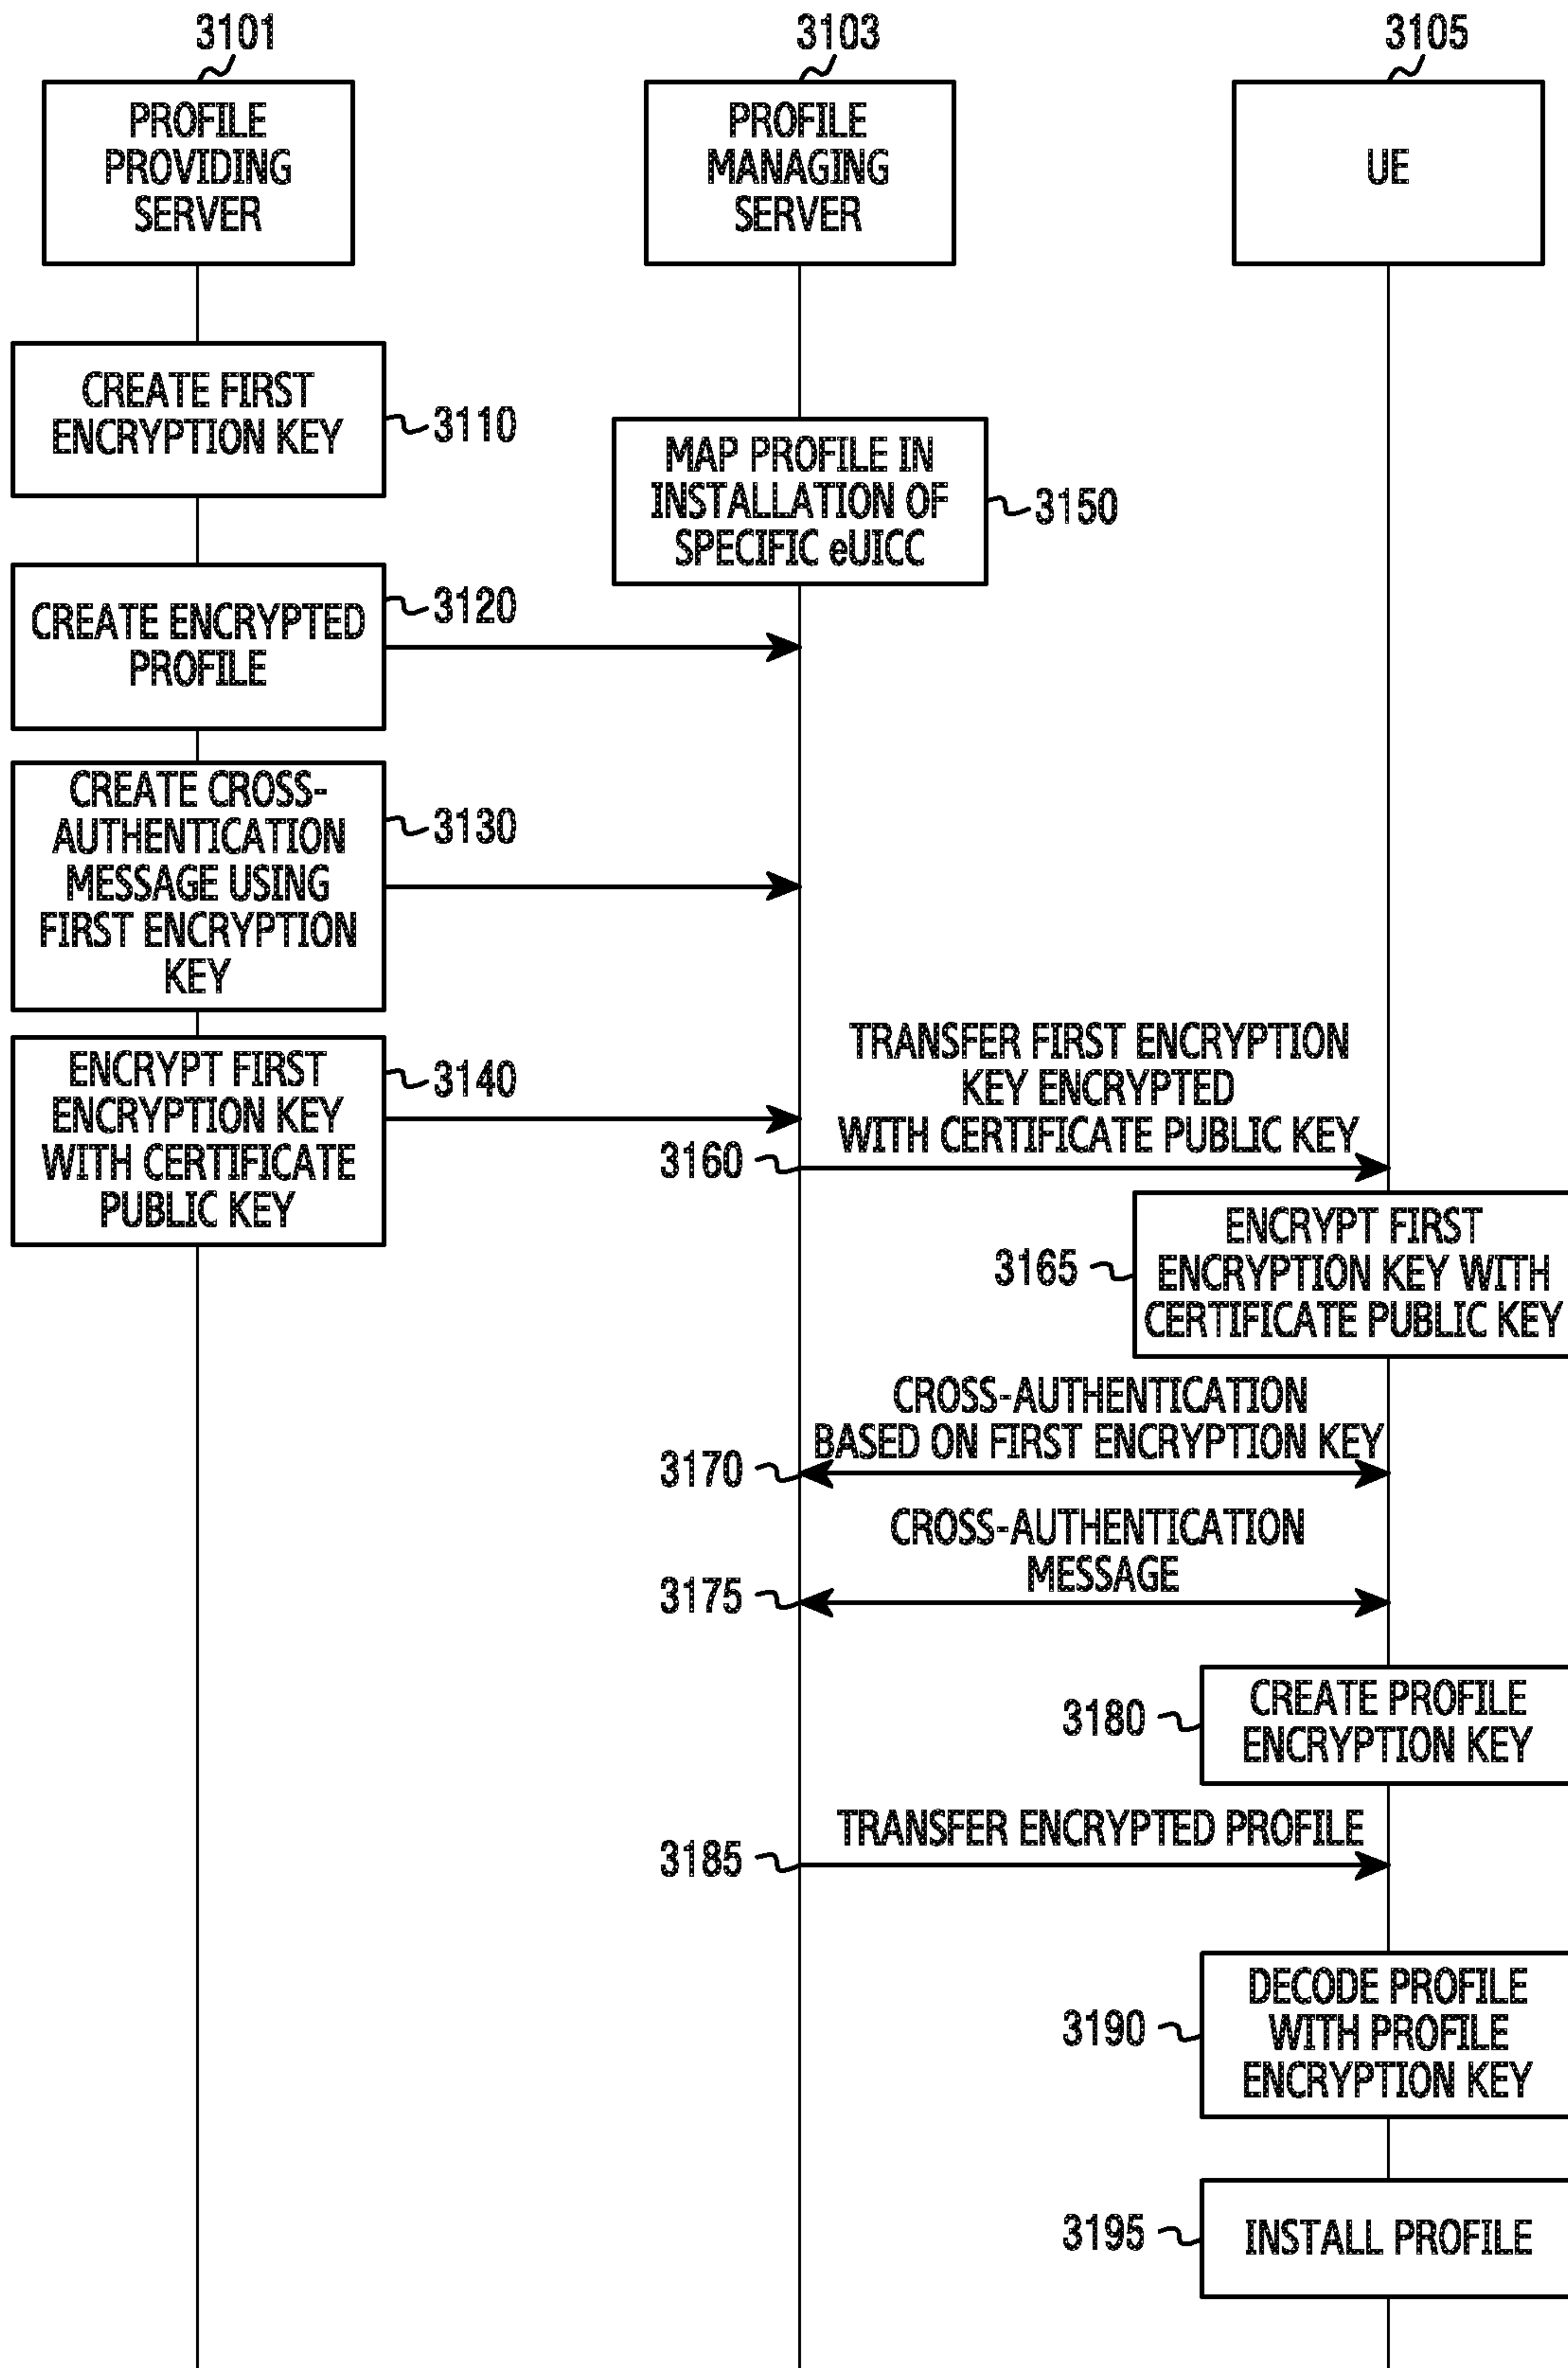 3101
3103
3105
PROFILE
PROVIDING
SERVER
PROFILE
MANAGING
SERVER
UE
CREATE FIRST
ENCRYPTION KEY
3110
MAP PROFILE IN
INSTALLATION OF
SPECIFIC eUICC
3150
CREATE ENCRYPTED
PROFILE
3120
CREATE CROSS-
AUTHENTICATION
MESSAGE USING
FIRST ENCRYPTION
KEY
3130
ENCRYPT FIRST
ENCRYPTION KEY
WITH CERTIFICATE
PUBLIC KEY
3140
TRANSFER FIRST ENCRYPTION
KEY ENCRYPTED
WITH CERTIFICATE PUBLIC KEY
3160
ENCRYPT FIRST
ENCRYPTION KEY WITH
CERTIFICATE PUBLIC KEY
3165
CROSS-AUTHENTICATION
BASED ON FIRST ENCRYPTION KEY
3170
CROSS-AUTHENTICATION
MESSAGE
3175
CREATE PROFILE
ENCRYPTION KEY
3180
TRANSFER ENCRYPTED PROFILE
3185
DECODE PROFILE
WITH PROFILE
ENCRYPTION KEY
3190
INSTALL PROFILE
3195